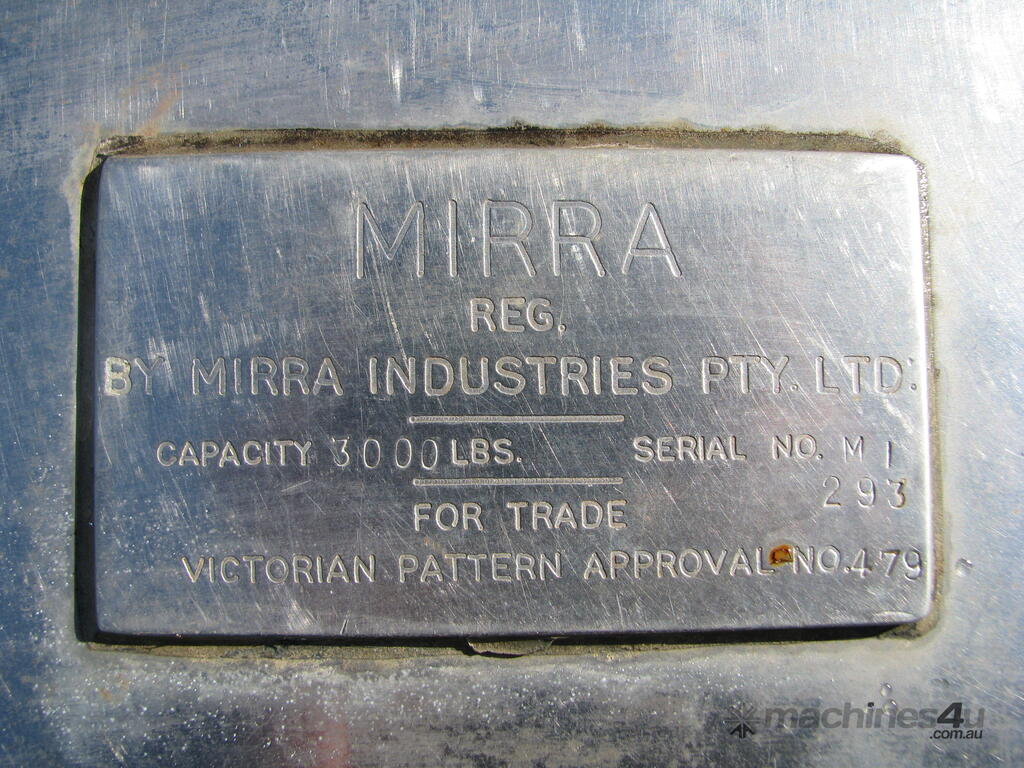 MIRRA
REG.
BY MIRRA INDUSTRIES PTY. LTD.
CAPACITY 3000 LBS. SERIAL NO. M I
293
FOR TRADE
VICTORIAN PATTERN APPROVAL NO.479
machines4u
.com.au